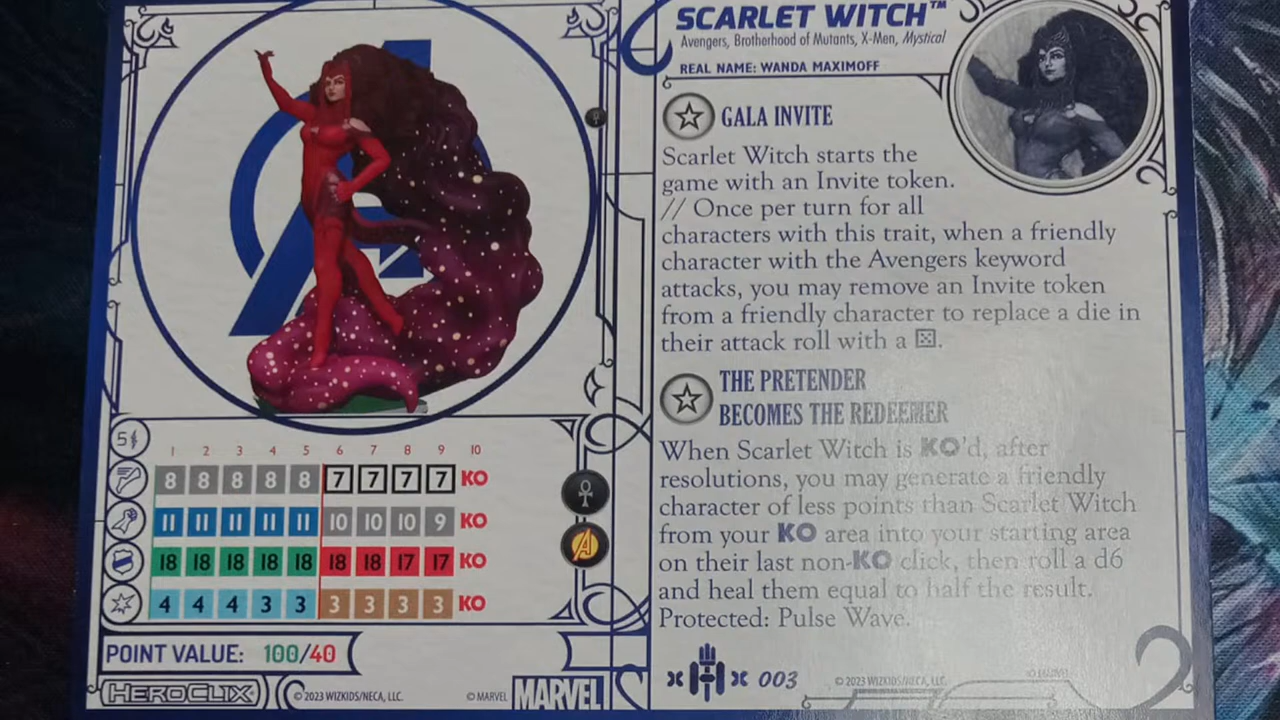 5
1 2 3 4 5 6 7 8 9 10
8 8 8 8 8 7 7 7 7 KO
11 11 11 11 11 10 10 10 9 KO
18 18 18 18 18 18 18 17 17 KO
4 4 4 3 3 3 3 3 3 KO
POINT VALUE: 100/40
HEROCLIX © 2023 WIZKIDS/NECA, LLC. © MARVEL MARVEL
SCARLET WITCH™
Avengers, Brotherhood of Mutants, X-Men, Mystical
REAL NAME: WANDA MAXIMOFF
GALA INVITE
Scarlet Witch starts the
game with an Invite token.
// Once per turn for all
characters with this trait, when a friendly
character with the Avengers keyword
attacks, you may remove an Invite token
from a friendly character to replace a die in
their attack roll with a ⚄.
THE PRETENDER
BECOMES THE REDEEMER
When Scarlet Witch is KO'd, after
resolutions, you may generate a friendly
character of less points than Scarlet Witch
from your KO area into your starting area
on their last non-KO click, then roll a d6
and heal them equal to half the result.
Protected: Pulse Wave.
003 © 2023 WIZKIDS/NECA, LLC.